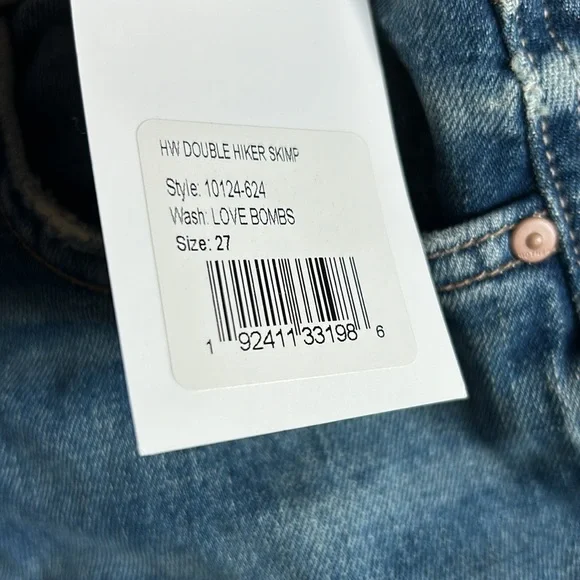 HW DOUBLE HIKER SKIMP
Style: 10124-624
Wash: LOVE BOMBS
Size: 27
1 92411 33198 6